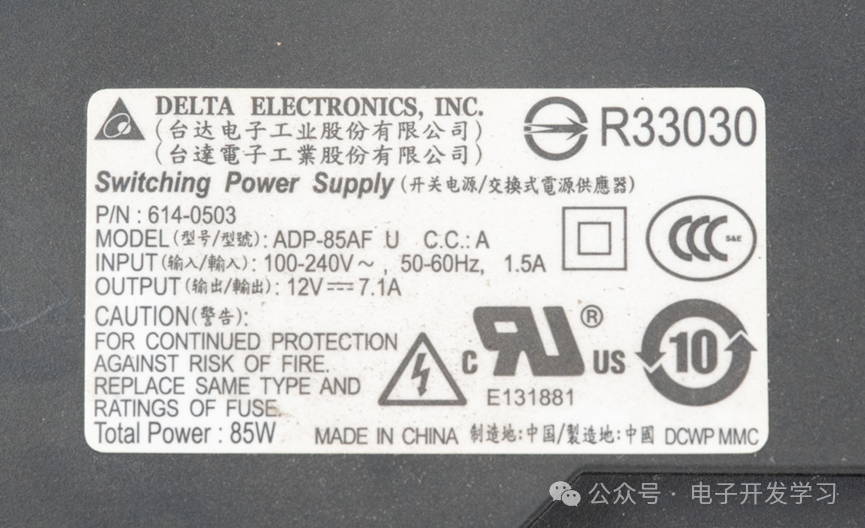 DELTA ELECTRONICS, INC.
(台达电子工业股份有限公司)
(台達電子工業股份有限公司)
R33030
Switching Power Supply (开关电源/交換式電源供應器)
P/N : 614-0503
MODEL(型号/型號): ADP-85AF U C.C.: A
INPUT(输入/輸入): 100-240V~ , 50-60Hz, 1.5A
OUTPUT(输出/輸出): 12V⎓7.1A
CCC S&E
CAUTION(警告):
FOR CONTINUED PROTECTION
AGAINST RISK OF FIRE.
REPLACE SAME TYPE AND
RATINGS OF FUSE.
c RU ® US
E131881
10
Total Power : 85W
MADE IN CHINA 制造地:中国/製造地:中國 DCWP MMC
公众号 · 电子开发学习